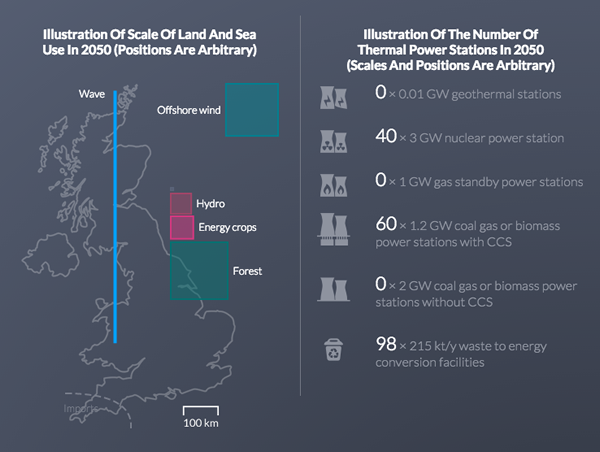 Illustration Of Scale Of Land And Sea
Use In 2050 (Positions Are Arbitrary)
Wave
Offshore wind
Hydro
Energy crops
Forest
Imports
100 km
Illustration Of The Number Of
Thermal Power Stations In 2050
(Scales And Positions Are Arbitrary)
0 × 0.01 GW geothermal stations
40 × 3 GW nuclear power station
0 × 1 GW gas standby power stations
60 × 1.2 GW coal gas or biomass
power stations with CCS
0 × 2 GW coal gas or biomass power
stations without CCS
98 × 215 kt/y waste to energy
conversion facilities